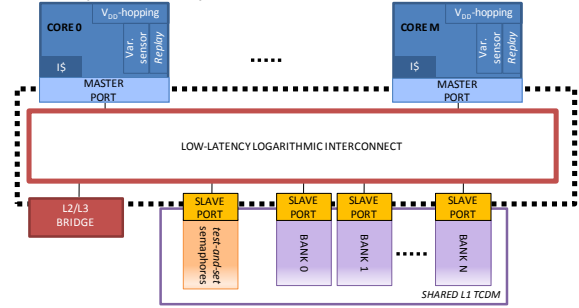 V_DD-hopping
CORE 0
Var.
sensor
Replay
I$
MASTER
PORT
.....
V_DD-hopping
CORE M
Var.
sensor
Replay
I$
MASTER
PORT
LOW-LATENCY LOGARITHMIC INTERCONNECT
L2/L3
BRIDGE
SLAVE
PORT
test-and-set
semaphores
SLAVE
PORT
BANK 0
SLAVE
PORT
BANK 1
.....
SLAVE
PORT
BANK N
SHARED L1 TCDM